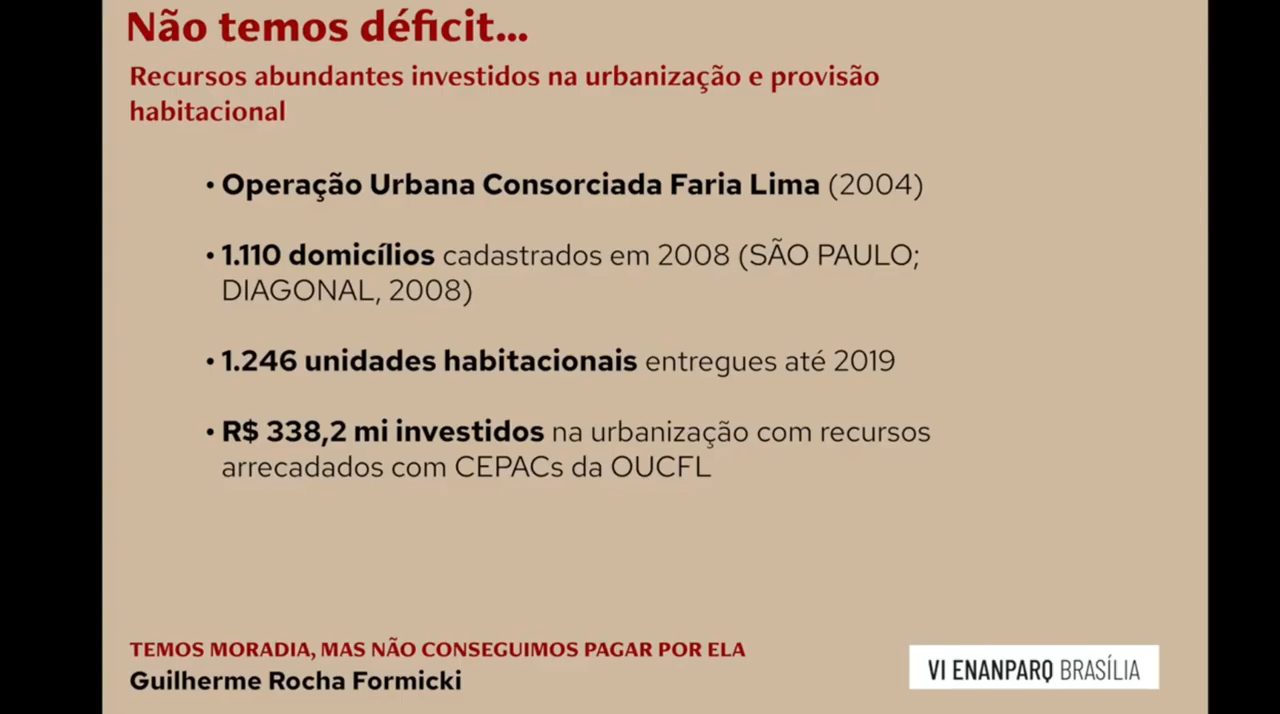 Não temos déficit...
Recursos abundantes investidos na urbanização e provisão
habitacional
• Operação Urbana Consorciada Faria Lima (2004)
• 1.110 domicílios cadastrados em 2008 (SÃO PAULO;
DIAGONAL, 2008)
• 1.246 unidades habitacionais entregues até 2019
• R$ 338,2 mi investidos na urbanização com recursos
arrecadados com CEPACs da OUCFL
TEMOS MORADIA, MAS NÃO CONSEGUIMOS PAGAR POR ELA
Guilherme Rocha Formicki
VI ENANPARQ BRASÍLIA